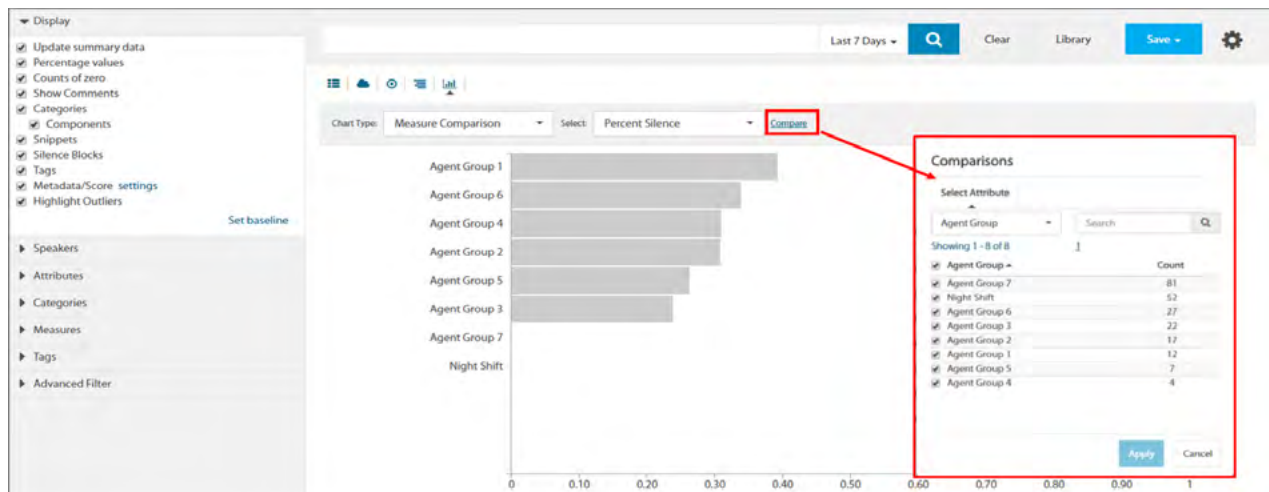 Display
Update summary data
Percentage values
Counts of zero
Show Comments
Categories
Components
Snippets
Silence Blocks
Tags
Metadata/Score settings
Highlight Outliers
Set baseline
Speakers
Attributes
Categories
Measures
Tags
Advanced Filter
Last 7 Days
Clear
Library
Save
Chart Type: Measure Comparison Select: Percent Silence Compare
Agent Group 1
Agent Group 6
Agent Group 4
Agent Group 2
Agent Group 5
Agent Group 3
Agent Group 7
Night Shift
0 0.10 0.20 0.30 0.40 0.50 0.60 0.70 0.80 0.90 1
Comparisons
Select Attribute
Agent Group Search
Showing 1 - 8 of 8 1
Agent Group Count
Agent Group 7 81
Night Shift 52
Agent Group 6 27
Agent Group 3 22
Agent Group 2 17
Agent Group 1 12
Agent Group 5 7
Agent Group 4 4
Apply Cancel